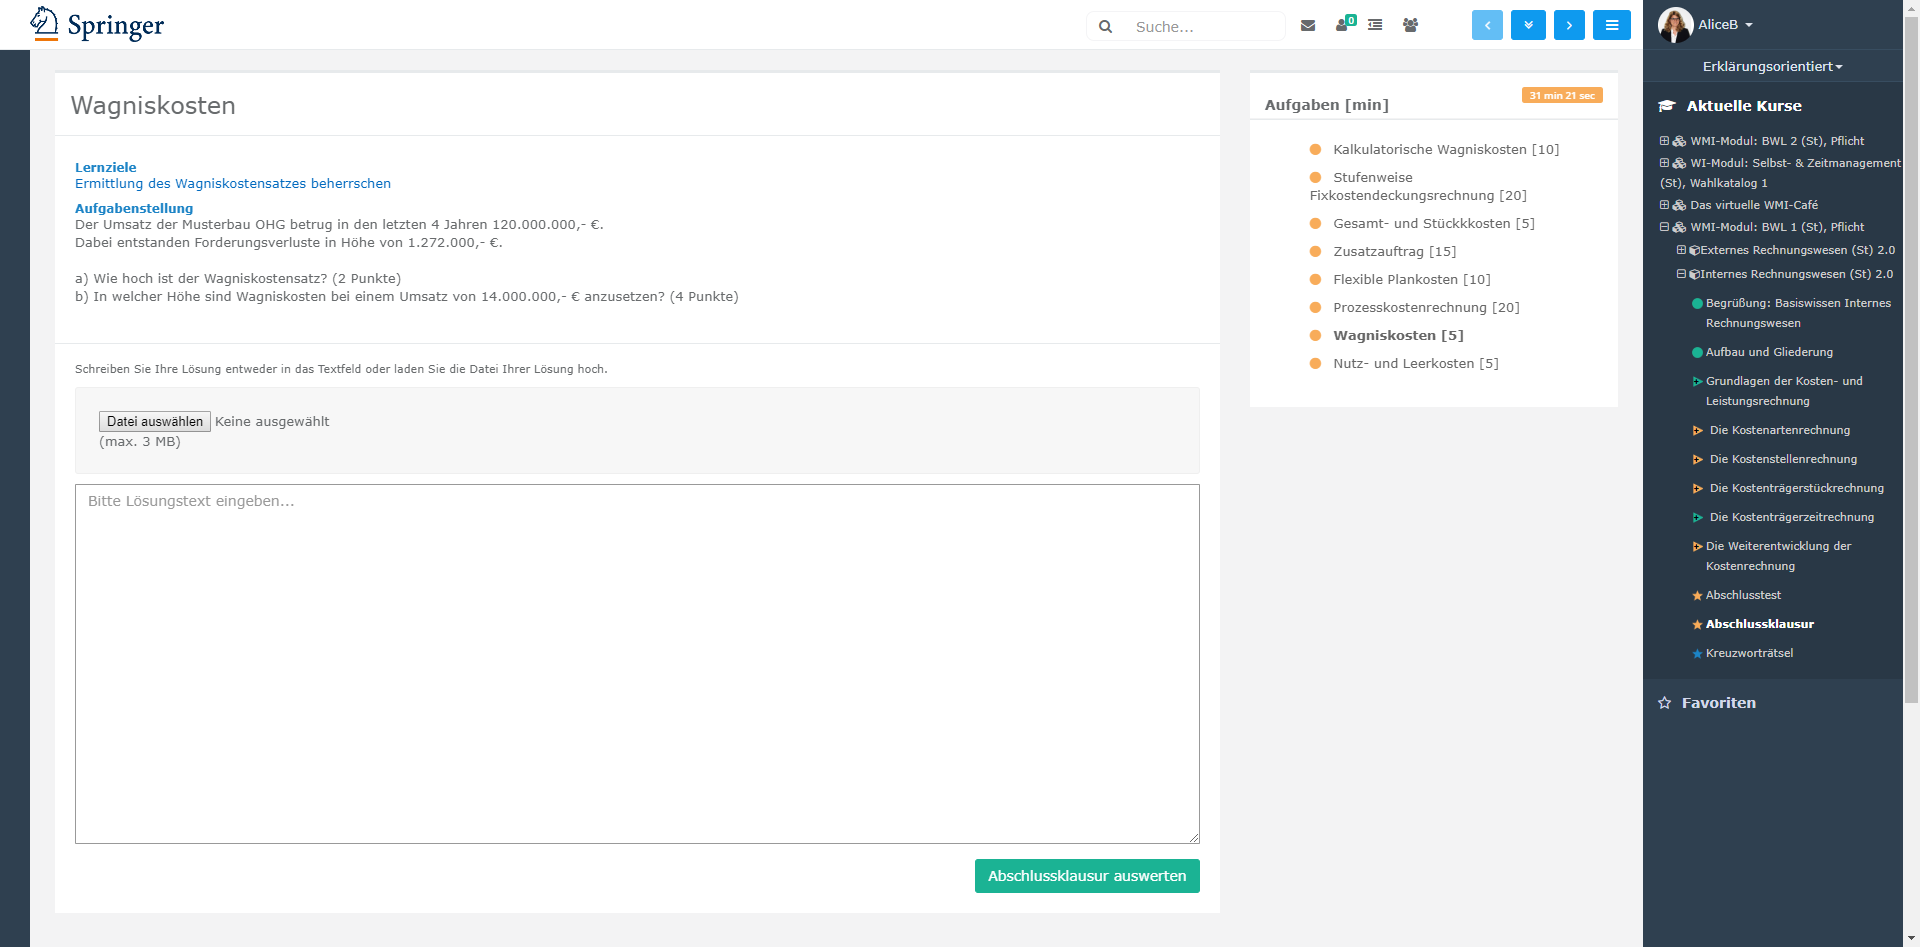 Springer
Suche...
0
AliceB
Erklärungsorientiert
Wagniskosten
Lernziele
Ermittlung des Wagniskostensatzes beherrschen
Aufgabenstellung
Der Umsatz der Musterbau OHG betrug in den letzten 4 Jahren 120.000.000,- €.
Dabei entstanden Forderungsverluste in Höhe von 1.272.000,- €.
a) Wie hoch ist der Wagniskostensatz? (2 Punkte)
b) In welcher Höhe sind Wagniskosten bei einem Umsatz von 14.000.000,- € anzusetzen? (4 Punkte)
Schreiben Sie Ihre Lösung entweder in das Textfeld oder laden Sie die Datei Ihrer Lösung hoch.
Datei auswählen Keine ausgewählt
(max. 3 MB)
Bitte Lösungstext eingeben...
Abschlussklausur auswerten
Aufgaben [min]
31 min 21 sec
Kalkulatorische Wagniskosten [10]
Stufenweise
Fixkostendeckungsrechnung [20]
Gesamt- und Stückkkosten [5]
Zusatzauftrag [15]
Flexible Plankosten [10]
Prozesskostenrechnung [20]
Wagniskosten [5]
Nutz- und Leerkosten [5]
Aktuelle Kurse
WMI-Modul: BWL 2 (St), Pflicht
WI-Modul: Selbst- & Zeitmanagement
(St), Wahlkatalog 1
Das virtuelle WMI-Café
WMI-Modul: BWL 1 (St), Pflicht
Externes Rechnungswesen (St) 2.0
Internes Rechnungswesen (St) 2.0
Begrüßung: Basiswissen Internes
Rechnungswesen
Aufbau und Gliederung
Grundlagen der Kosten- und
Leistungsrechnung
Die Kostenartenrechnung
Die Kostenstellenrechnung
Die Kostenträgerstückrechnung
Die Kostenträgerzeitrechnung
Die Weiterentwicklung der
Kostenrechnung
Abschlusstest
Abschlussklausur
Kreuzworträtsel
Favoriten